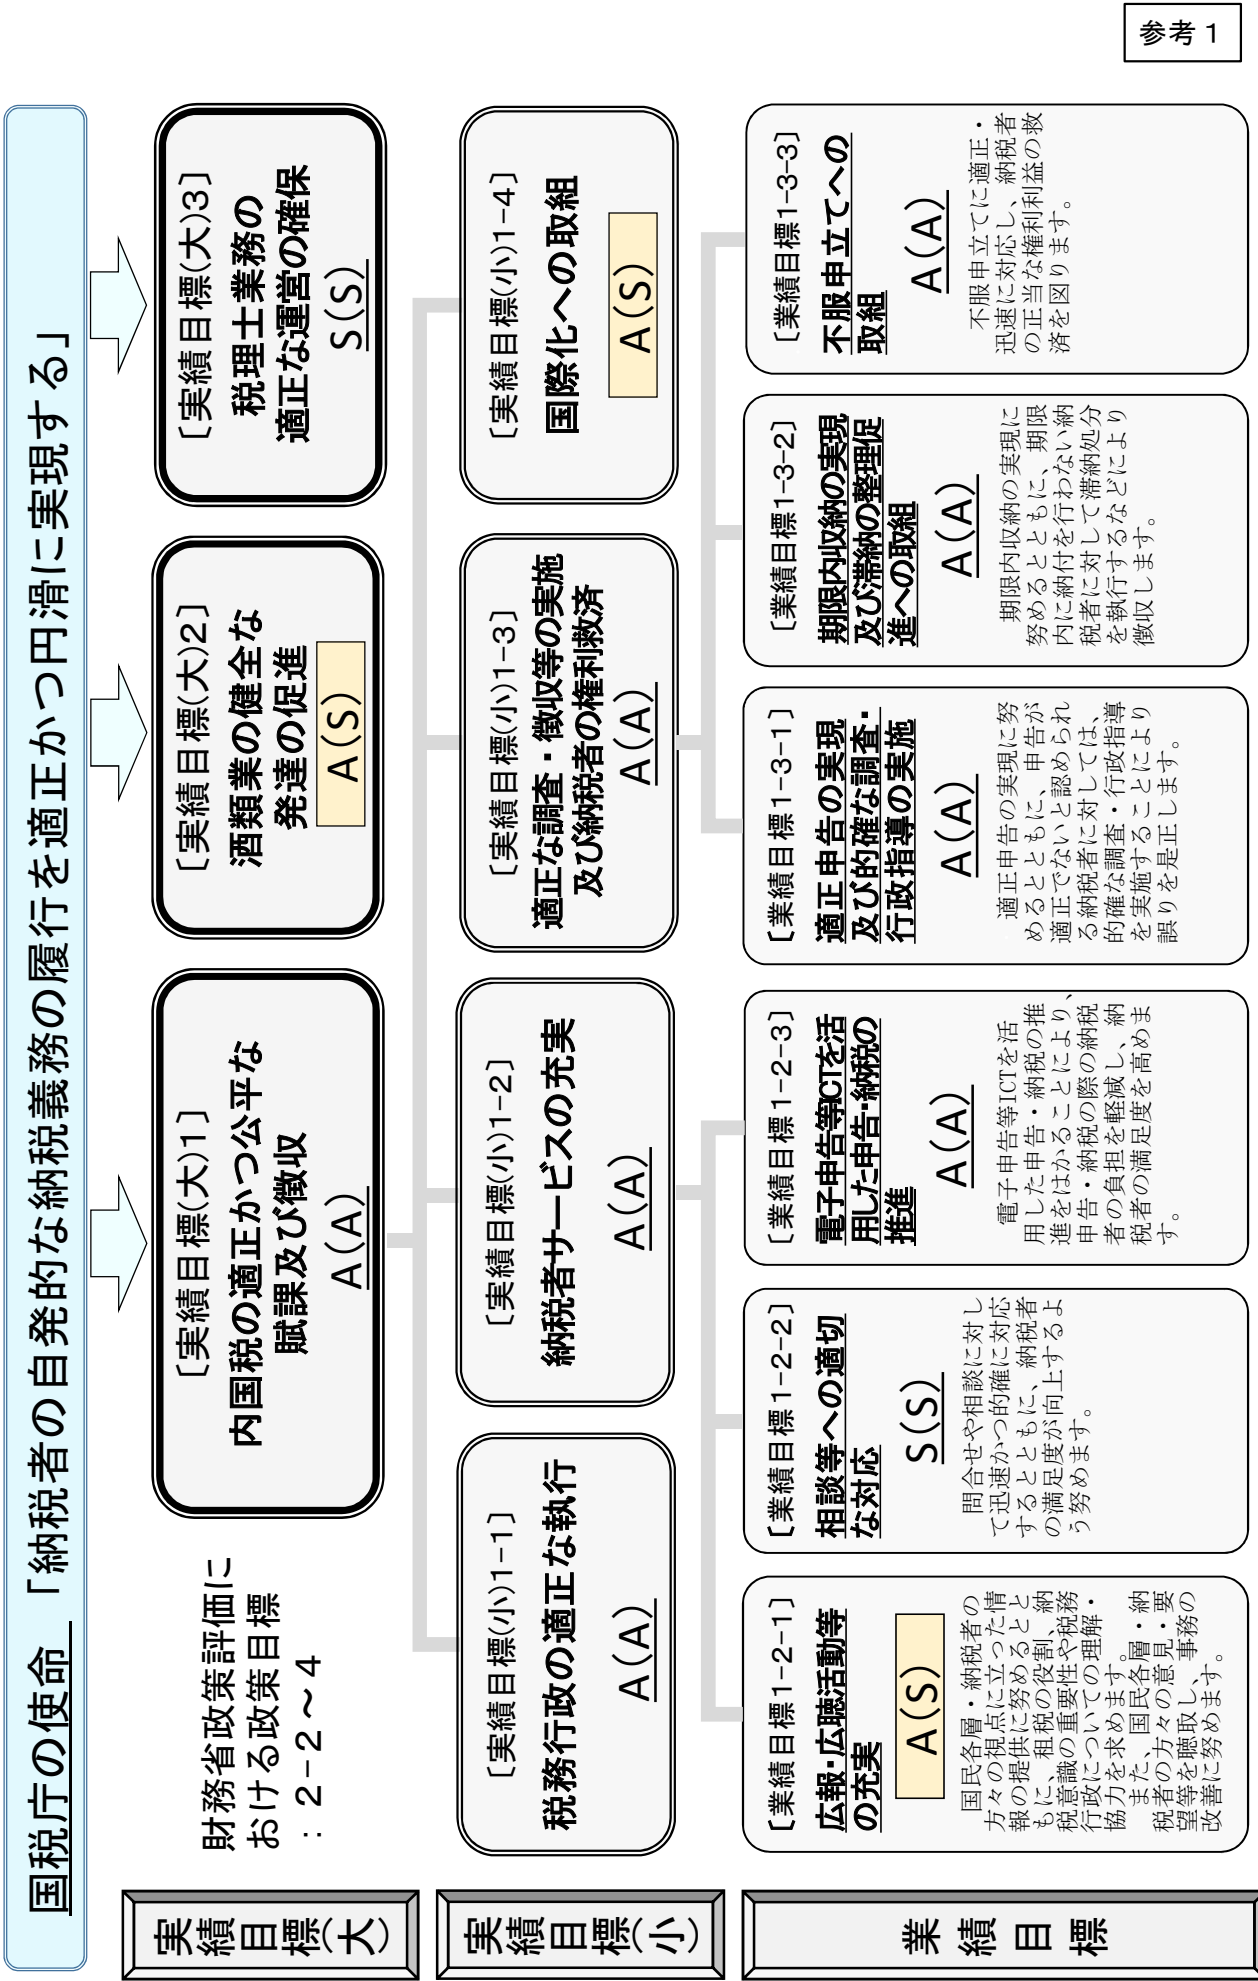 参考１
国税庁の使命 「納税者の自発的な納税義務の履行を適正かつ円滑に実現する」
実績目標(大)
財務省政策評価に
おける政策目標
：２-２～４
[実績目標(大)1]
内国税の適正かつ公平な
賦課及び徴収
A(A)
[実績目標(大)2]
酒類業の健全な
発達の促進
A(S)
[実績目標(大)3]
税理士業務の
適正な運営の確保
S(S)
実績目標(小)
[実績目標(小)1-1]
税務行政の適正な執行
A(A)
[実績目標(小)1-2]
納税者サービスの充実
A(A)
[実績目標(小)1-3]
適正な調査・徴収等の実施
及び納税者の権利救済
A(A)
[実績目標(小)1-4]
国際化への取組
A(S)
業績目標
[業績目標1-2-1]
広報・広聴活動等
の充実
A(S)
国民各層・納税者の
方々の視点に立った情
報の提供に努めるとと
もに、租税の役割、納
税意識の重要性や税務
行政についての理解・
協力を求めます。
また、国民各層・納
税者の方々の意見・要
望等を聴取し、事務の
改善に努めます。
[業績目標1-2-2]
相談等への適切
な対応
S(S)
問合せや相談に対し
て迅速かつ的確に対応
するとともに、納税者
の満足度が向上するよ
う努めます。
[業績目標1-2-3]
電子申告等ICTを活
用した申告・納税の
推進
A(A)
電子申告等ICTを活
用した申告・納税の推
進をはかることにより、
申告・納税の際の納税
者の負担を軽減し、納
税者の満足度を高めま
す。
[業績目標1-3-1]
適正申告の実現
及び的確な調査・
行政指導の実施
A(A)
適正申告の実現に努
めるとともに、申告が
適正でないと認められ
る納税者に対しては、
的確な調査・行政指導
を実施することにより
誤りを是正します。
[業績目標1-3-2]
期限内収納の実現
及び滞納の整理促
進への取組
A(A)
期限内収納の実現に
努めるとともに、期限
内に納付を行わない納
税者に対して滞納処分
を執行するなどにより
徴収します。
[業績目標1-3-3]
不服申立てへの
取組
A(A)
不服申立てに適正・
迅速に対応し、納税者
の正当な権利利益の救
済を図ります。